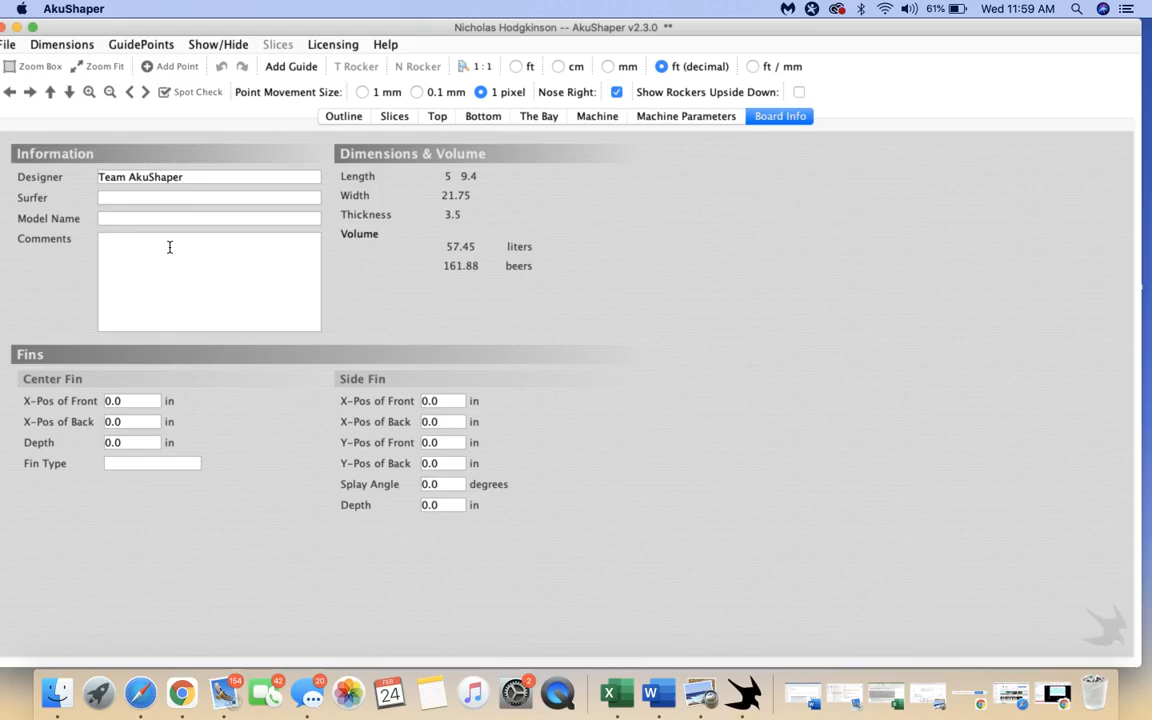 AkuShaper
61%
Wed 11:59 AM
Nicholas Hodgkinson -- AkuShaper v2.3.0 **
File Dimensions GuidePoints Show/Hide Slices Licensing Help
Zoom Box Zoom Fit Add Point Add Guide T Rocker N Rocker 1:1 ft cm mm ft (decimal) ft / mm
Spot Check Point Movement Size: 1 mm 0.1 mm 1 pixel Nose Right: Show Rockers Upside Down:
Outline Slices Top Bottom The Bay Machine Machine Parameters Board Info
Information
Designer Team AkuShaper
Surfer
Model Name
Comments
Dimensions & Volume
Length 5 9.4
Width 21.75
Thickness 3.5
Volume
57.45 liters
161.88 beers
Fins
Center Fin
X-Pos of Front 0.0 in
X-Pos of Back 0.0 in
Depth 0.0 in
Fin Type
Side Fin
X-Pos of Front 0.0 in
X-Pos of Back 0.0 in
Y-Pos of Front 0.0 in
Y-Pos of Back 0.0 in
Splay Angle 0.0 degrees
Depth 0.0 in
154 42 20 FEB 24 2 X W